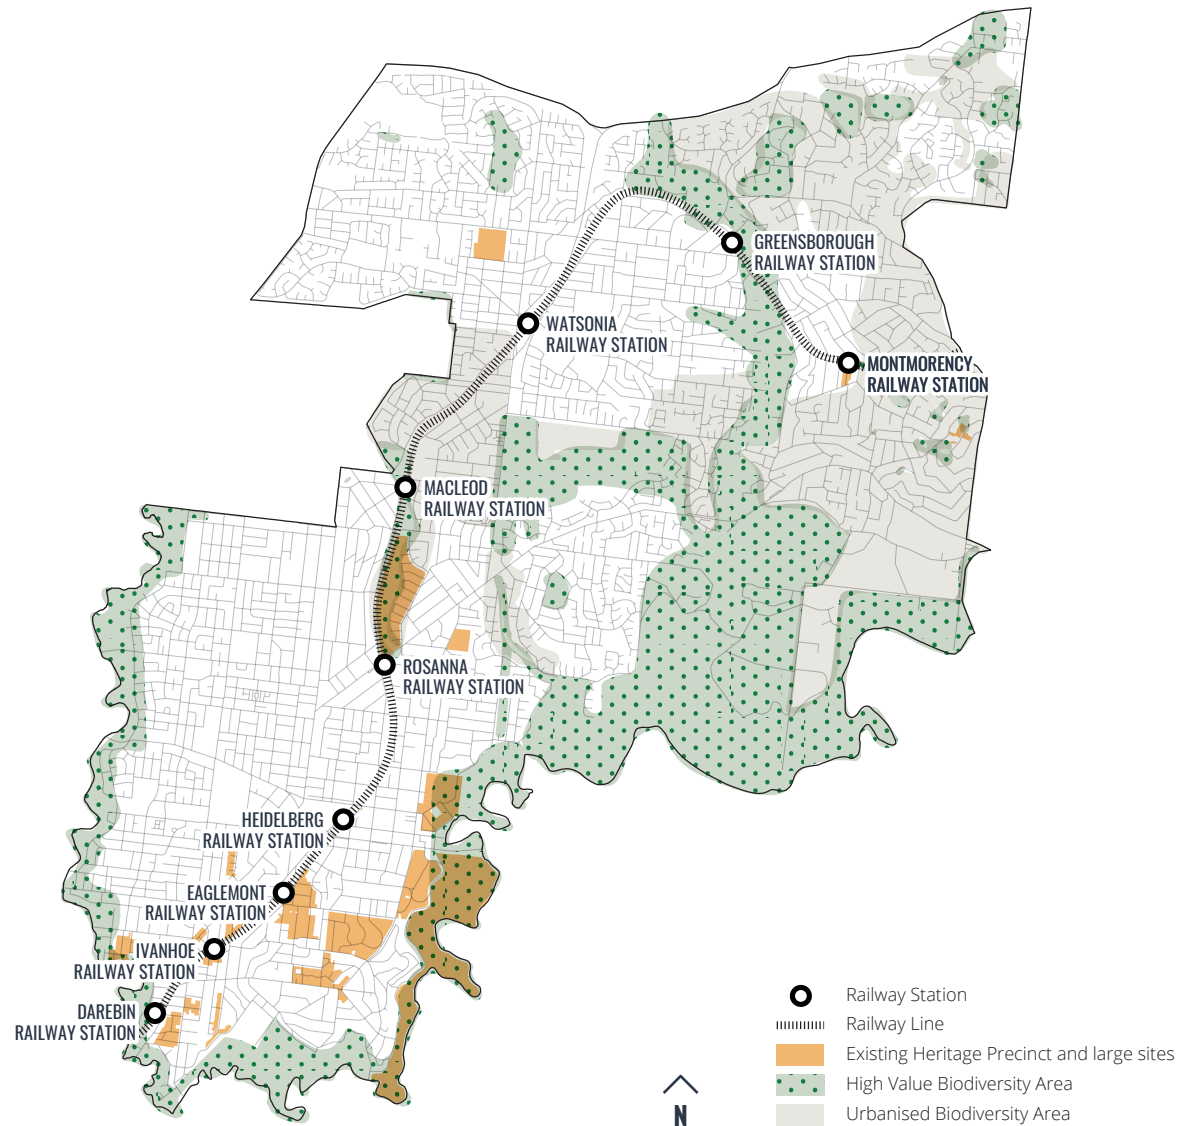 GREENSBOROUGH
RAILWAY STATION
WATSONIA
RAILWAY STATION
MONTMORENCY
RAILWAY STATION
MACLEOD
RAILWAY STATION
ROSANNA
RAILWAY STATION
HEIDELBERG
RAILWAY STATION
EAGLEMONT
RAILWAY STATION
IVANHOE
RAILWAY STATION
DAREBIN
RAILWAY STATION
Railway Station
Railway Line
Existing Heritage Precinct and large sites
High Value Biodiversity Area
Urbanised Biodiversity Area
N